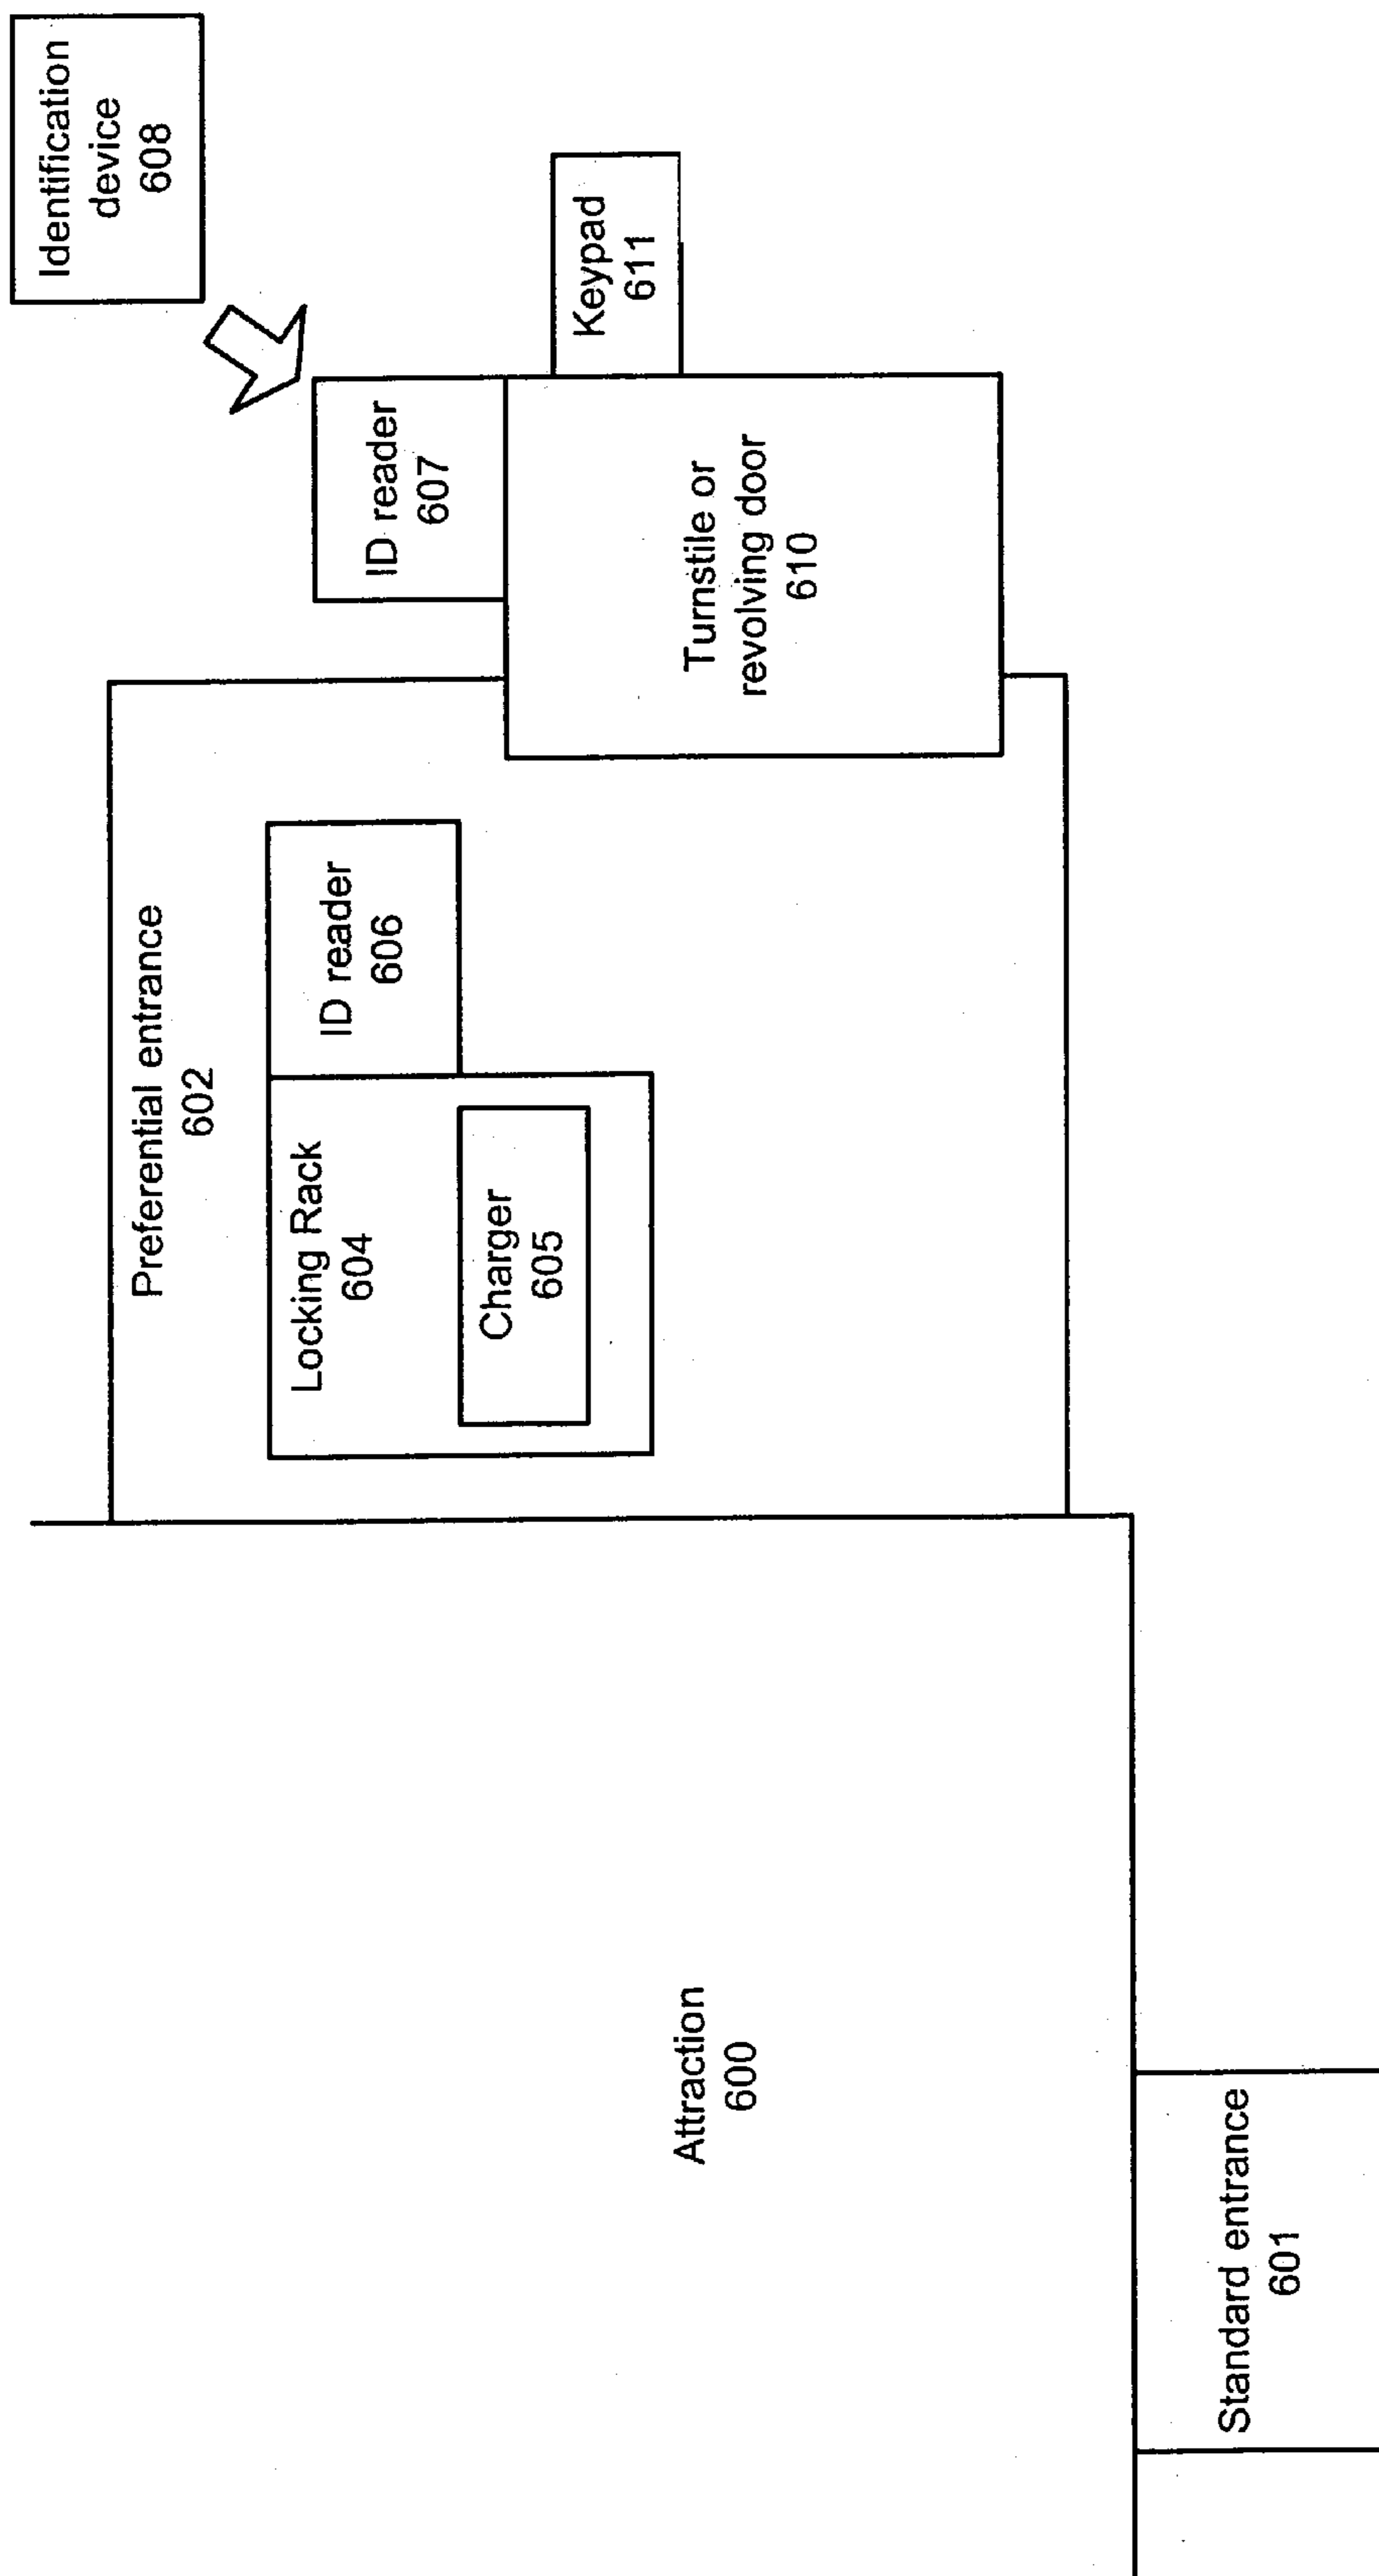 Identification
device
608
ID reader
607
Keypad
611
Turnstile or
revolving door
610
Preferential entrance
602
ID reader
606
Locking Rack
604
Charger
605
Attraction
600
Standard entrance
601